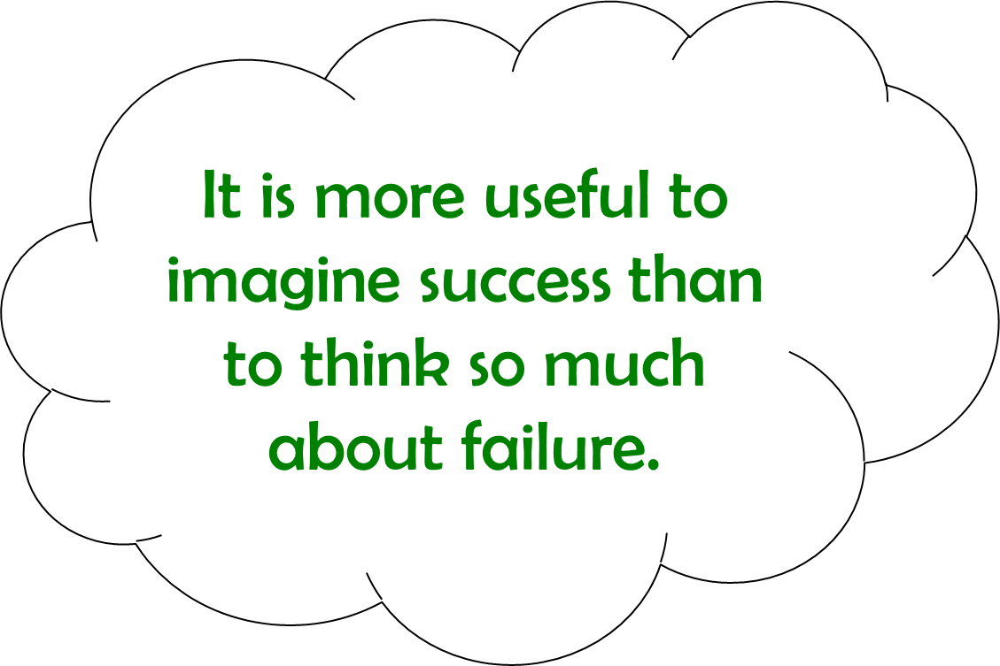 It is more useful to
imagine success than
to think so much
about failure.